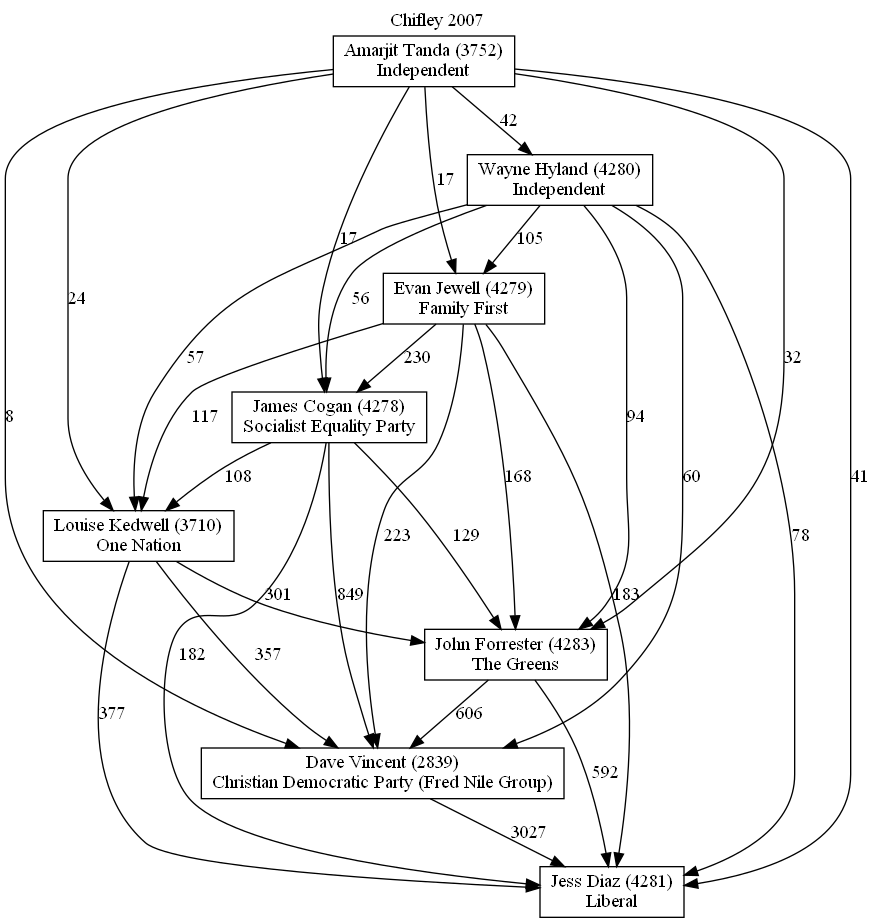 Chifley 2007
Amarjit Tanda (3752)
Independent
42
Wayne Hyland (4280)
Independent
17
17
105
24
56
Evan Jewell (4279)
Family First
57
230
32
James Cogan (4278)
Socialist Equality Party
8
117
94
108
168
60
41
Louise Kedwell (3710)
One Nation
223
129
78
301
849
183
John Forrester (4283)
The Greens
182
357
377
606
Dave Vincent (2839)
Christian Democratic Party (Fred Nile Group)
592
3027
Jess Diaz (4281)
Liberal